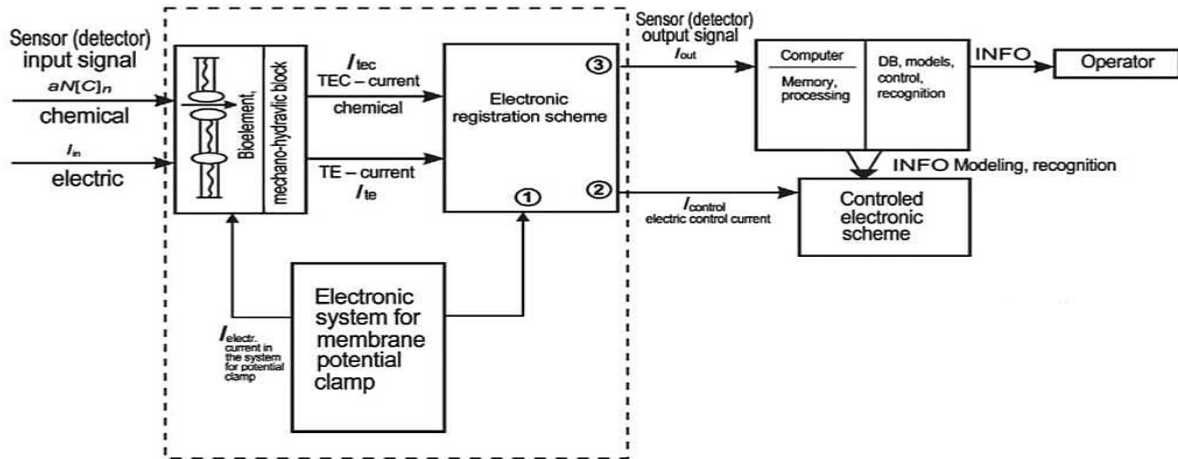 Sensor (detector)
input signal
aN[C]n
chemical
Iin
electric
Bioelement,
mechano-hydravlic block
Itec
TEC – current
chemical
TE – current
Ite
Electronic
registration scheme
①
②
③
Electronic
system for
membrane
potential
clamp
Ielectr.
current in
the system
for potential
clamp
Sensor (detector)
output signal
Iout
Icontrol
electric control current
Computer
Memory,
processing
DB, models,
control,
recognition
INFO
Operator
INFO Modeling, recognition
Controled
electronic
scheme